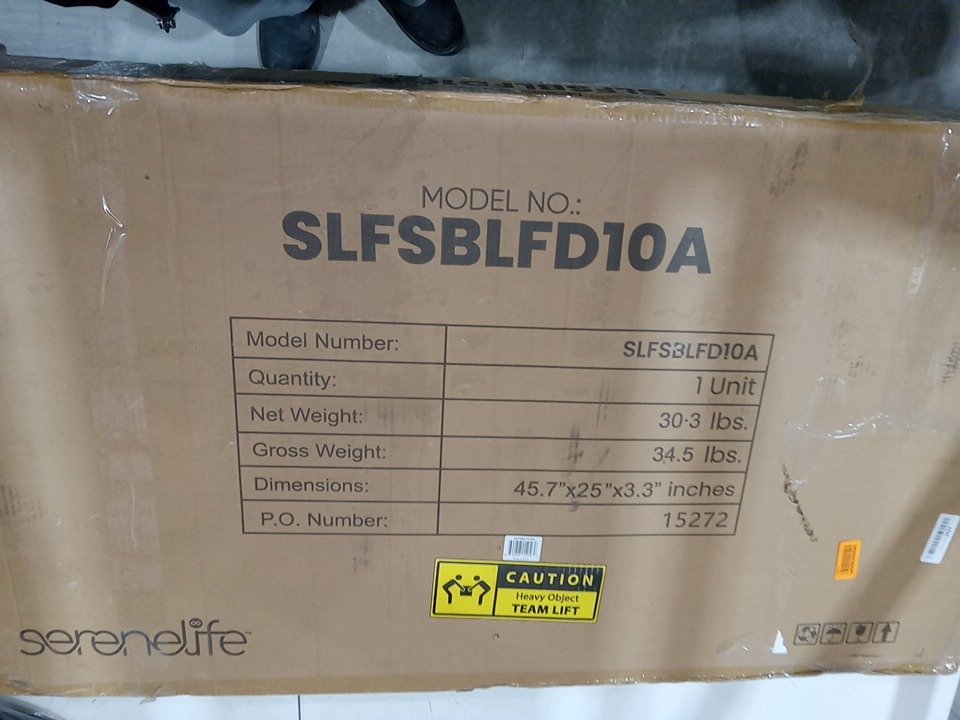 MODEL NO.:
SLFSBLFD10A
Model Number: SLFSBLFD10A
Quantity: 1 Unit
Net Weight: 30.3 lbs.
Gross Weight: 34.5 lbs.
Dimensions: 45.7"x25"x3.3" inches
P.O. Number: 15272
CAUTION
Heavy Object
TEAM LIFT
serenelife